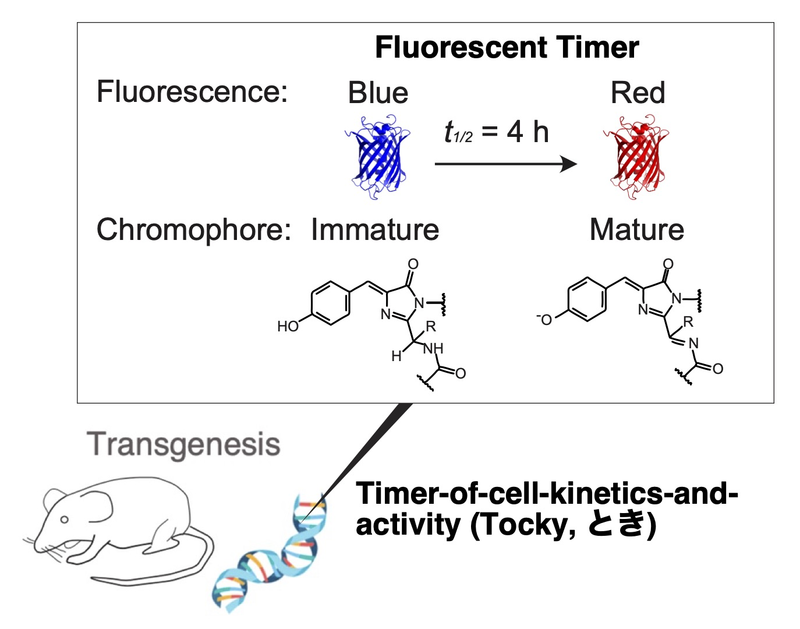 Fluorescent Timer
Fluorescence: Blue Red
t1/2 = 4 h
Chromophore: Immature Mature
O O
N N
N N
HO R -O R
H NH N
O O
Transgenesis
Timer-of-cell-kinetics-and-
activity (Tocky, とき)